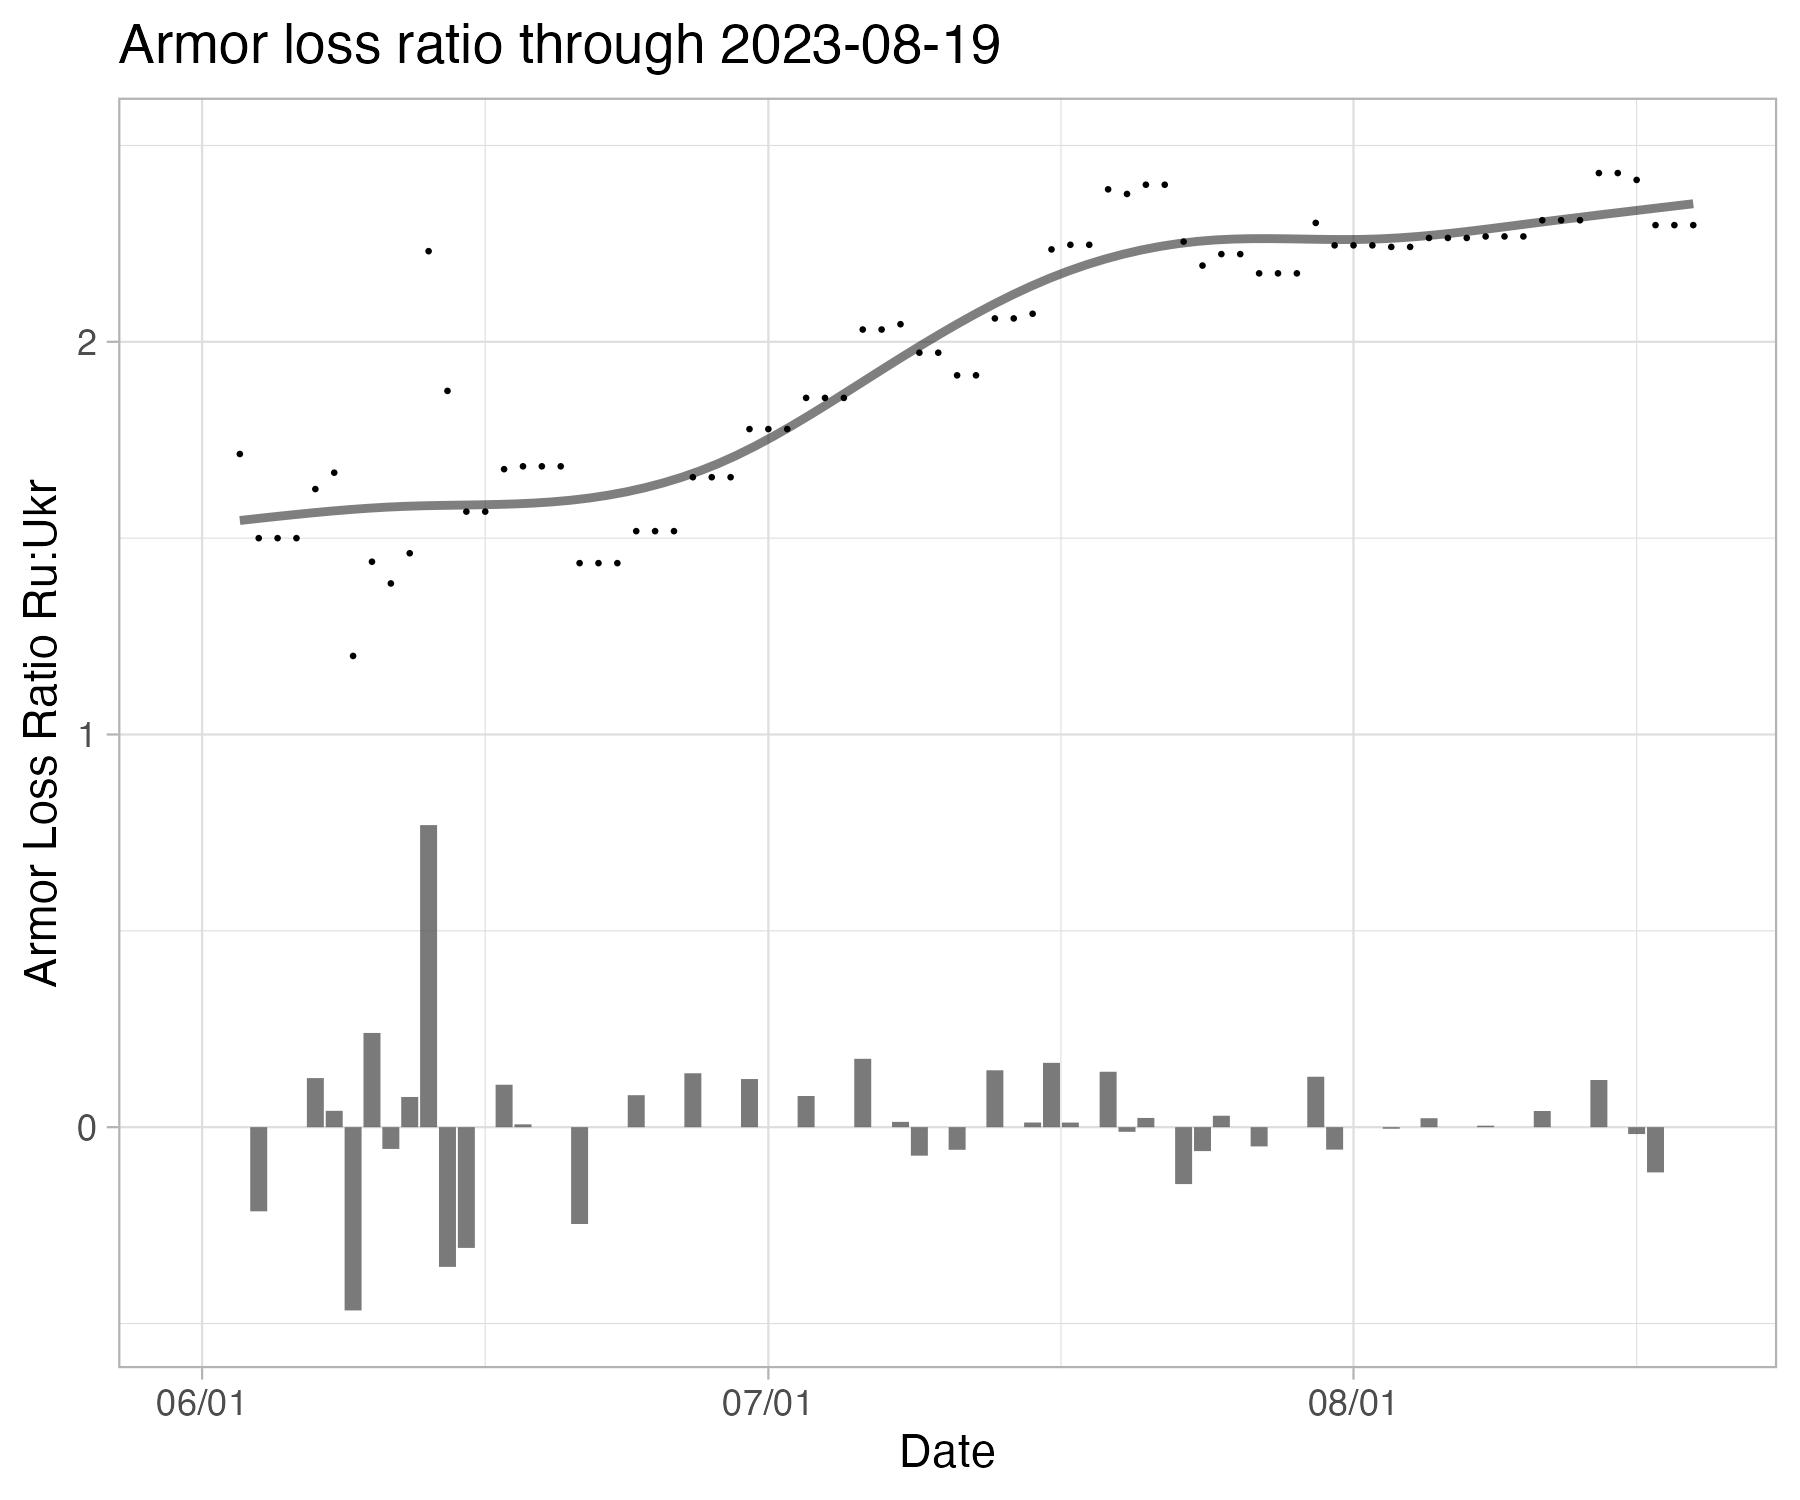 Armor loss ratio through 2023-08-19
Armor Loss Ratio Ru:Ukr
2
1
0
06/01
07/01
08/01
Date